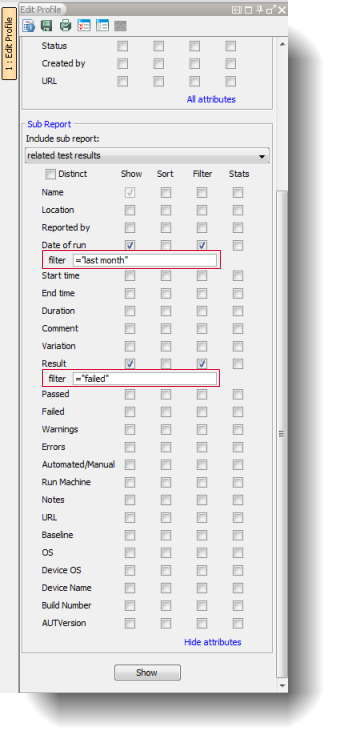 Edit Profile
1 : Edit Profile
Status
Created by
URL
All attributes
Sub Report
Include sub report:
related test results
Distinct Show Sort Filter Stats
Name
Location
Reported by
Date of run
filter ="last month"
Start time
End time
Duration
Comment
Variation
Result
filter ="failed"
Passed
Failed
Warnings
Errors
Automated/Manual
Run Machine
Notes
URL
Baseline
OS
Device OS
Device Name
Build Number
AUTVersion
Hide attributes
Show